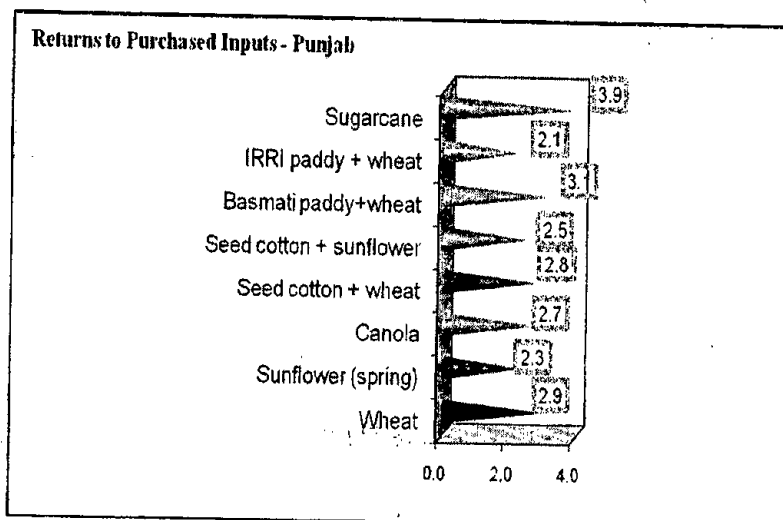 Returns to Purchased Inputs - Punjab
Sugarcane 3.9
IRRI paddy + wheat 2.1
Basmati paddy+wheat 3.1
Seed cotton + sunflower 2.5
Seed cotton + wheat 2.8
Canola 2.7
Sunflower (spring) 2.3
Wheat 2.9
0.0 2.0 4.0